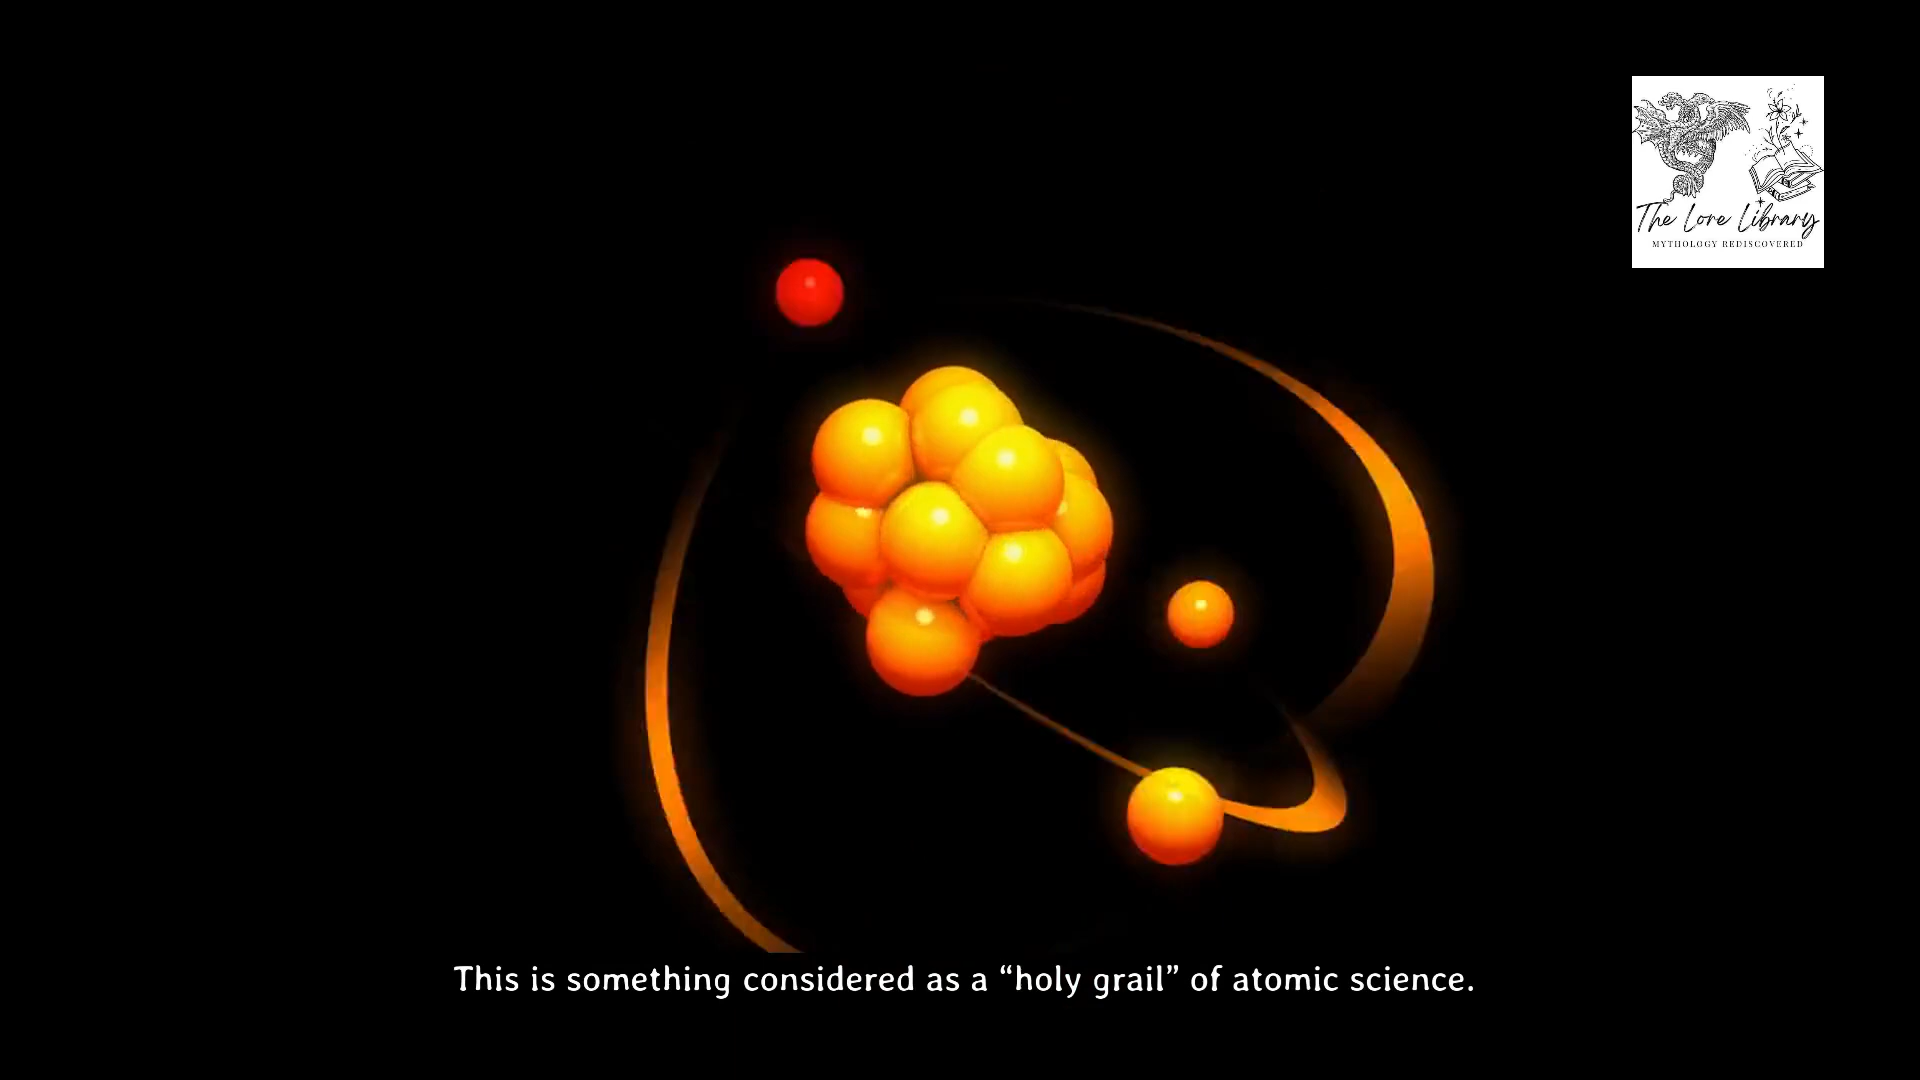 The Lore Library
MYTHOLOGY REDISCOVERED
This is something considered as a “holy grail” of atomic science.